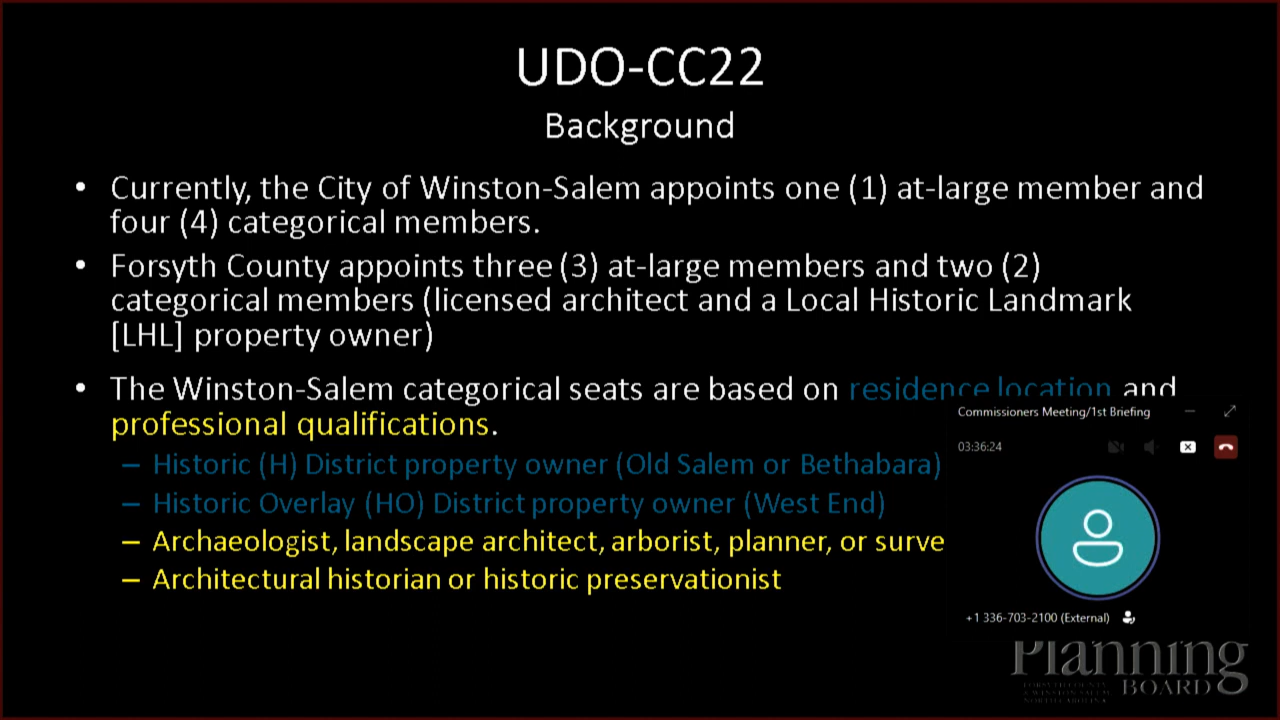 UDO-CC22
Background
• Currently, the City of Winston-Salem appoints one (1) at-large member and
four (4) categorical members.
• Forsyth County appoints three (3) at-large members and two (2)
categorical members (licensed architect and a Local Historic Landmark
[LHL] property owner)
• The Winston-Salem categorical seats are based on residence location and
professional qualifications.
– Historic (H) District property owner (Old Salem or Bethabara)
– Historic Overlay (HO) District property owner (West End)
– Archaeologist, landscape architect, arborist, planner, or surve
– Architectural historian or historic preservationist
Commissioners Meeting/1st Briefing
03:36:24
+1 336-703-2100 (External)
Planning
BOARD